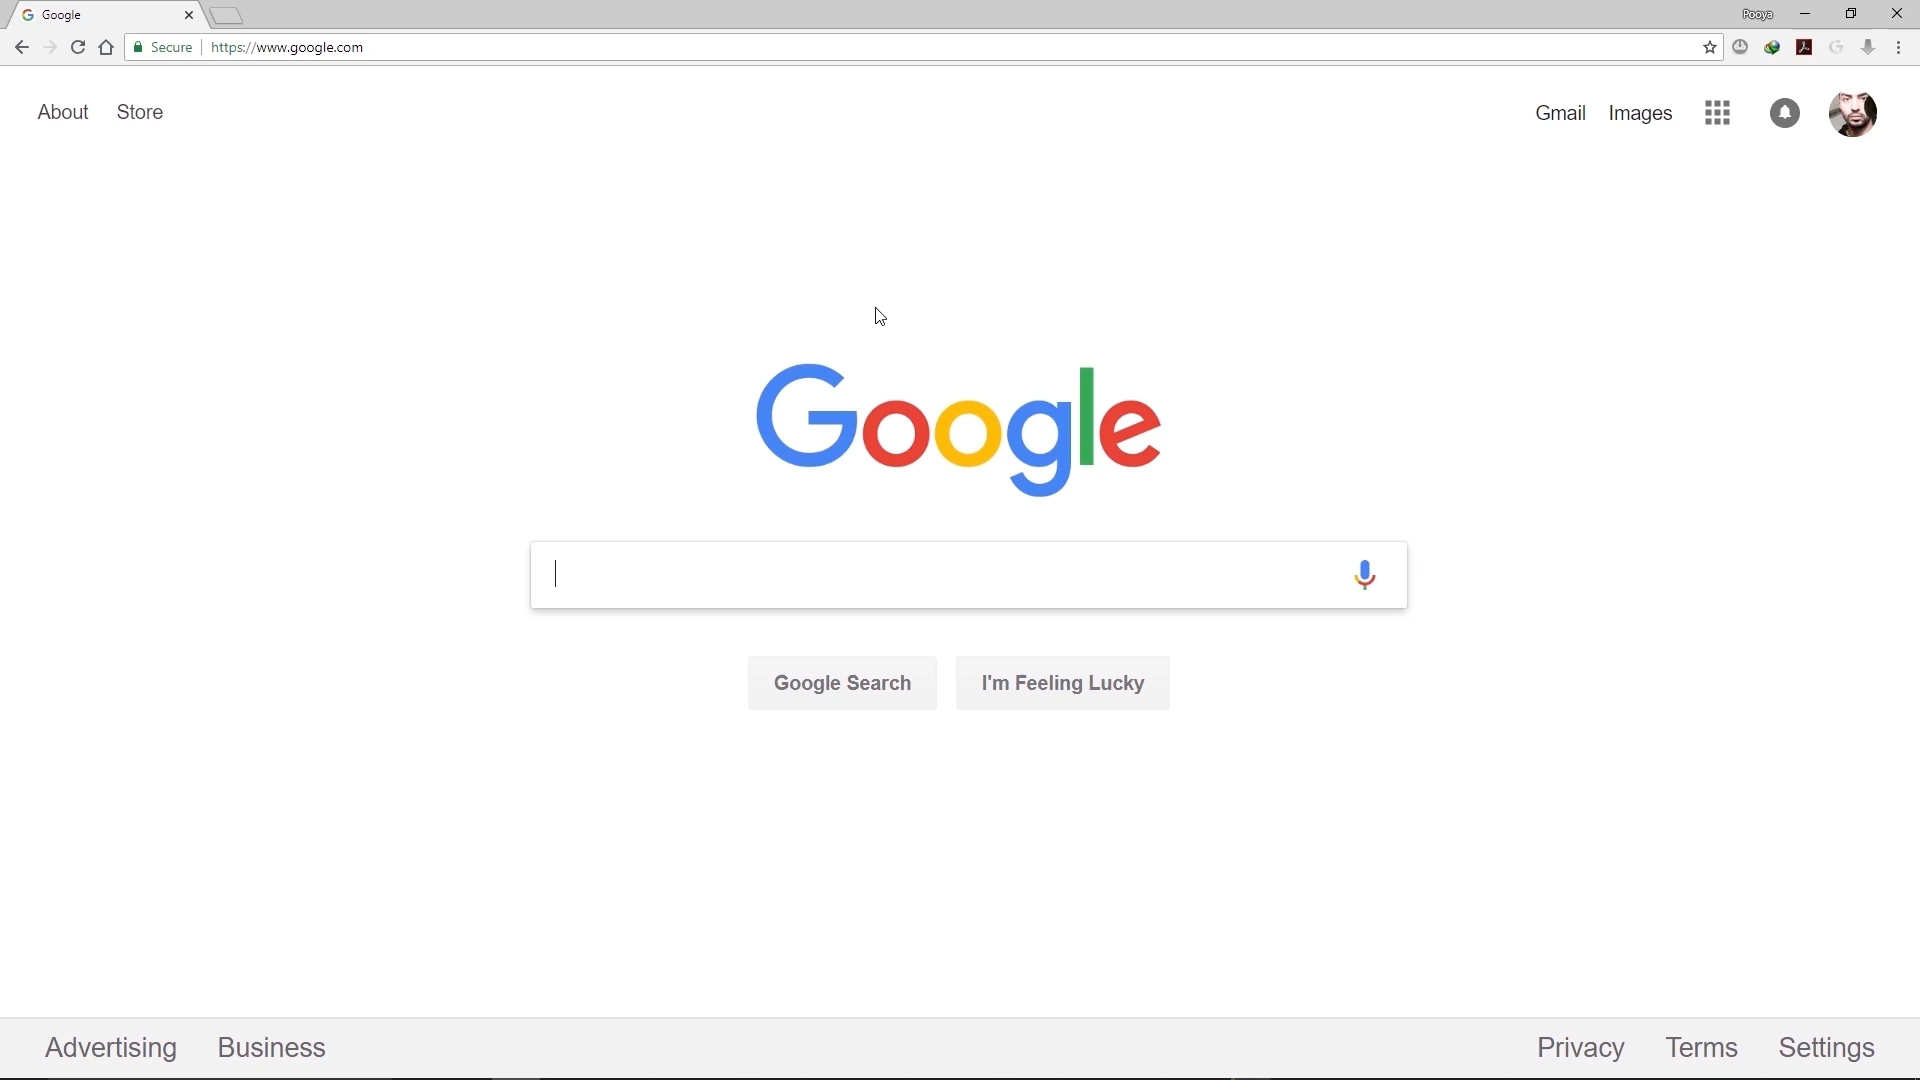 Google
Pooya
Secure https://www.google.com
About Store
Gmail Images
Google
Google Search I'm Feeling Lucky
Advertising Business
Privacy Terms Settings